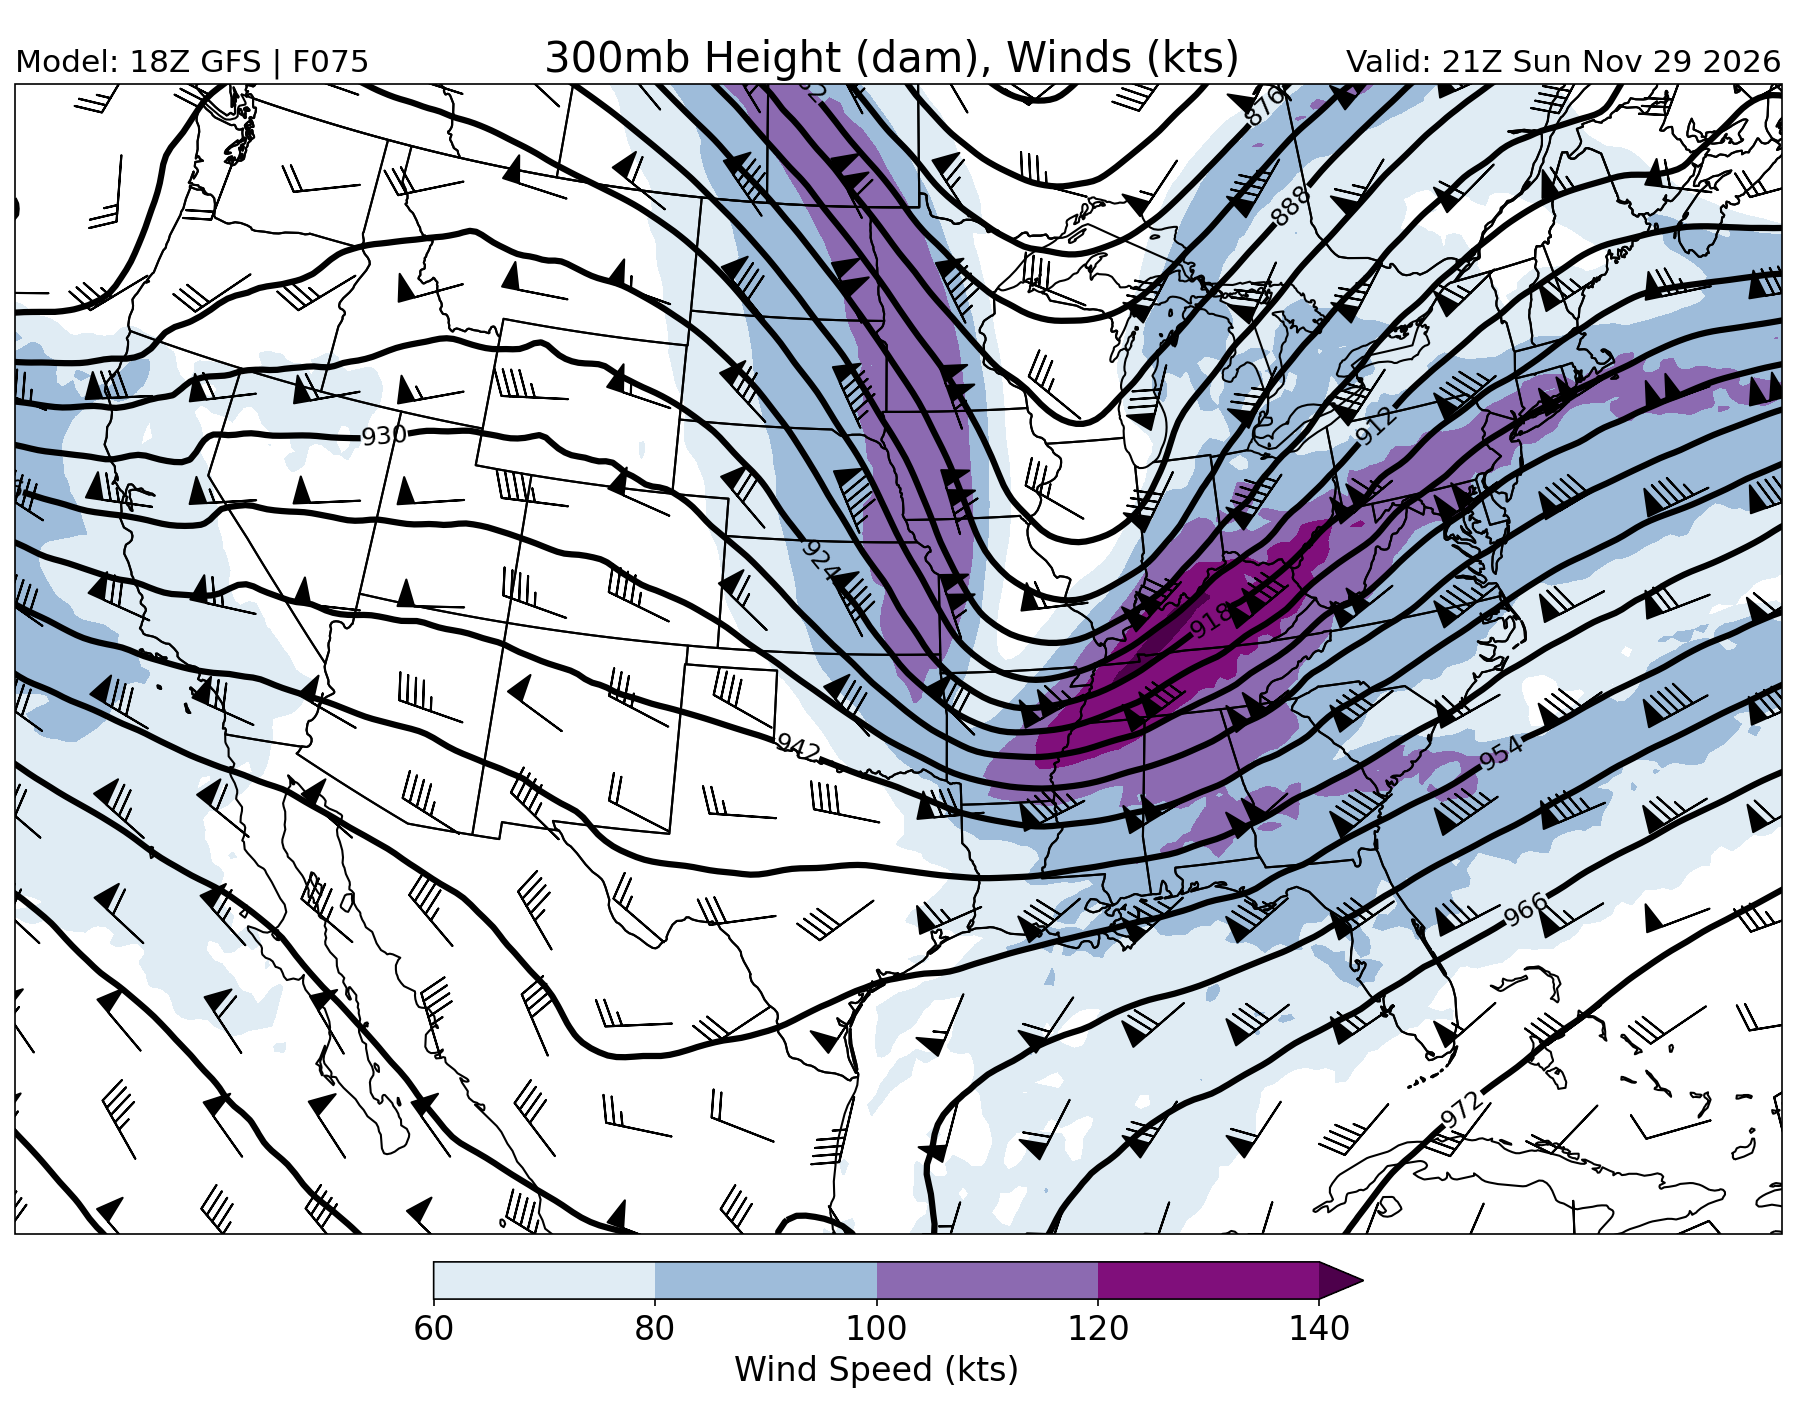 Model: 18Z GFS | F075
300mb Height (dam), Winds (kts)
Valid: 21Z Sun Nov 29 2026
876
888
912
930
924
918
942
954
966
972
60 80 100 120 140
Wind Speed (kts)